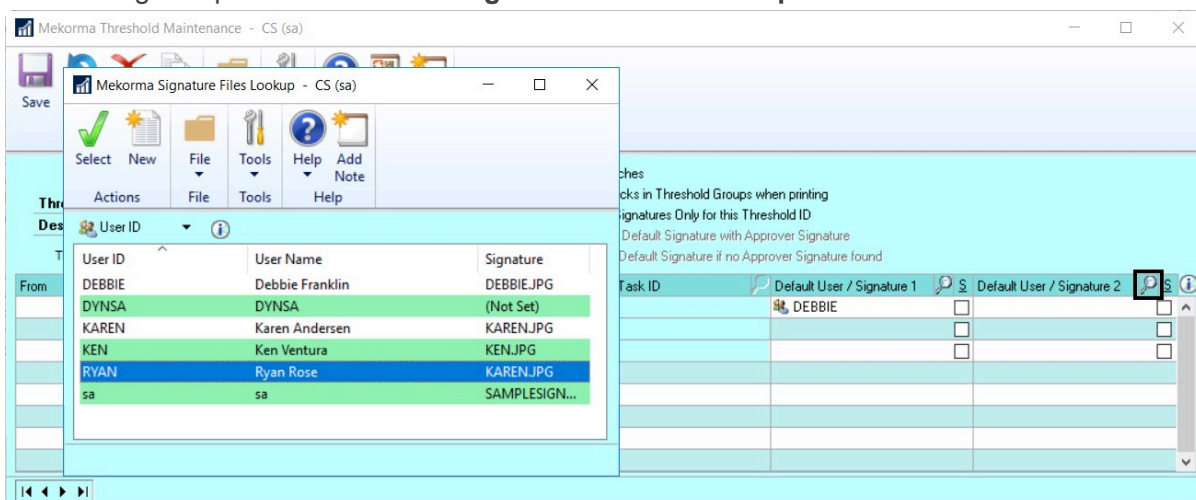 Mekorma Threshold Maintenance - CS (sa)
Save
Mekorma Signature Files Lookup - CS (sa)
Select New File Tools Help Add Note
Actions File Tools Help
User ID
User ID User Name Signature
DEBBIE Debbie Franklin DEBBIE.JPG
DYNSA DYNSA (Not Set)
KAREN Karen Andersen KAREN.JPG
KEN Ken Ventura KEN.JPG
RYAN Ryan Rose KAREN.JPG
sa sa SAMPLESIGN...
ches
cks in Threshold Groups when printing
ignatures Only for this Threshold ID
Default Signature with Approver Signature
Default Signature if no Approver Signature found
Thre
Des
T
From Task ID Default User / Signature 1 S Default User / Signature 2 S
DEBBIE